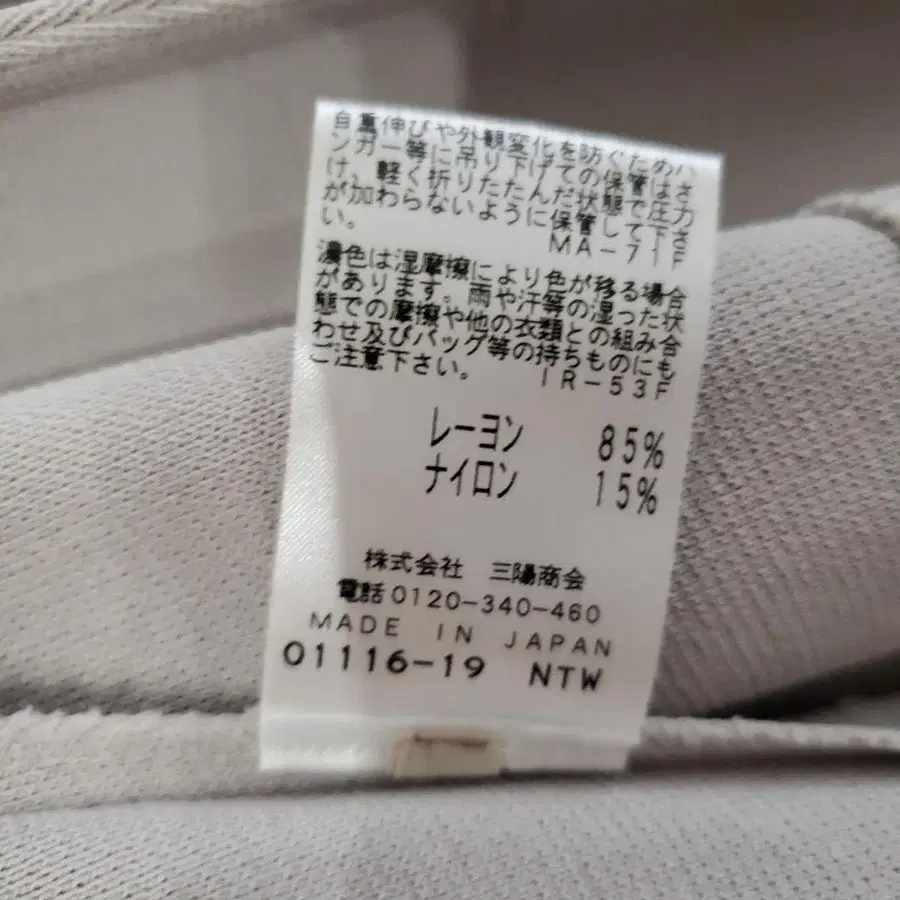 自重伸びや外観変化を防ぐためハ
ンガー等に吊り下げての保管はさ
け、軽く折りたたんだ状態で圧力
が加わらないように保管して下さ
い。 MA-71F
濃色は湿摩擦により色が移る場合
があります。雨や汗等の湿った状
態での摩擦や他の衣類との組み合
わせ及びバッグ等の持ちものにも
ご注意下さい。 IR-53F
レーヨン 85%
ナイロン 15%
株式会社 三陽商会
電話0120-340-460
MADE IN JAPAN
01116-19 NTW